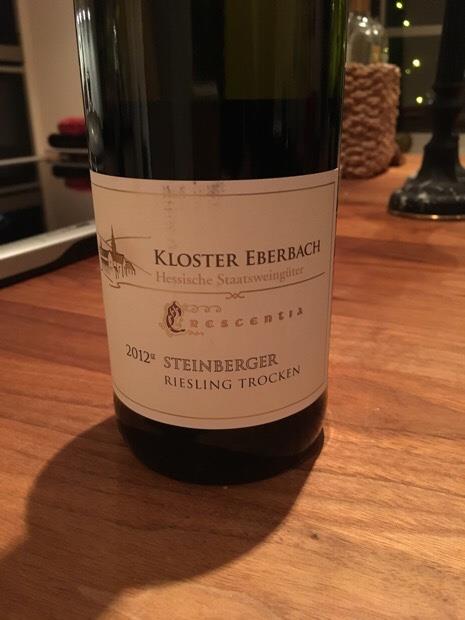 KLOSTER EBERBACH
Hessische Staatsweingüter
CRESCENTIA
2012er STEINBERGER
RIESLING TROCKEN